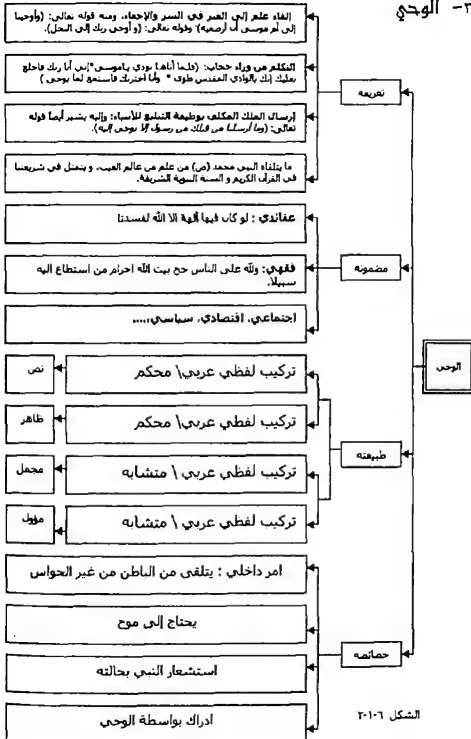 ٣- الوحي
الوحي
تعريفه
إلقاء علم إلى الغير في السر والإخفاء، ومنه قوله تعالى: (وأوحينا
إلى أم موسى أن أرضعيه) وقوله تعالى: (و أوحى ربك إلى النحل).
التكلم من وراء حجاب: (فلما أتاها نودي ياموسى*إني أنا ربك فاخلع
نعليك إنك بالوادي المقدس طوى * وأنا اخترتك فاستمع لما يوحى )
إرسال الملك المكلف بوظيفة التبليغ للأنبياء: وإليه يشير أيضا قوله
تعالى: (وما أرسلنا من قبلك من رسول إلا نوحي إليه).
ما يتلقاه النبي محمد (ص) من علم من عالم الغيب، و يتمثل في شريعتنا
في القرآن الكريم و السنة النبوية الشريفة.
مضمونه
عقائدي : لو كان فيها آلهة الا الله لفسدتا
فقهي: ولله على الناس حج بيت الله احرام من استطاع اليه
سبيلا.
اجتماعي، اقتصادي، سياسي،....
طبيعته
تركيب لفظي عربي\ محكم
نص
تركيب لفظي عربي\ محكم
ظاهر
تركيب لفظي عربي \ متشابه
مجمل
تركيب لفظي عربي \ متشابه
مؤول
خصائصه
امر داخلي : يتلقى من الباطن من غير الحواس
يحتاج إلى موح
استشعار النبي بحالته
ادراك بواسطة الوحي
الشكل ٦-١-٢